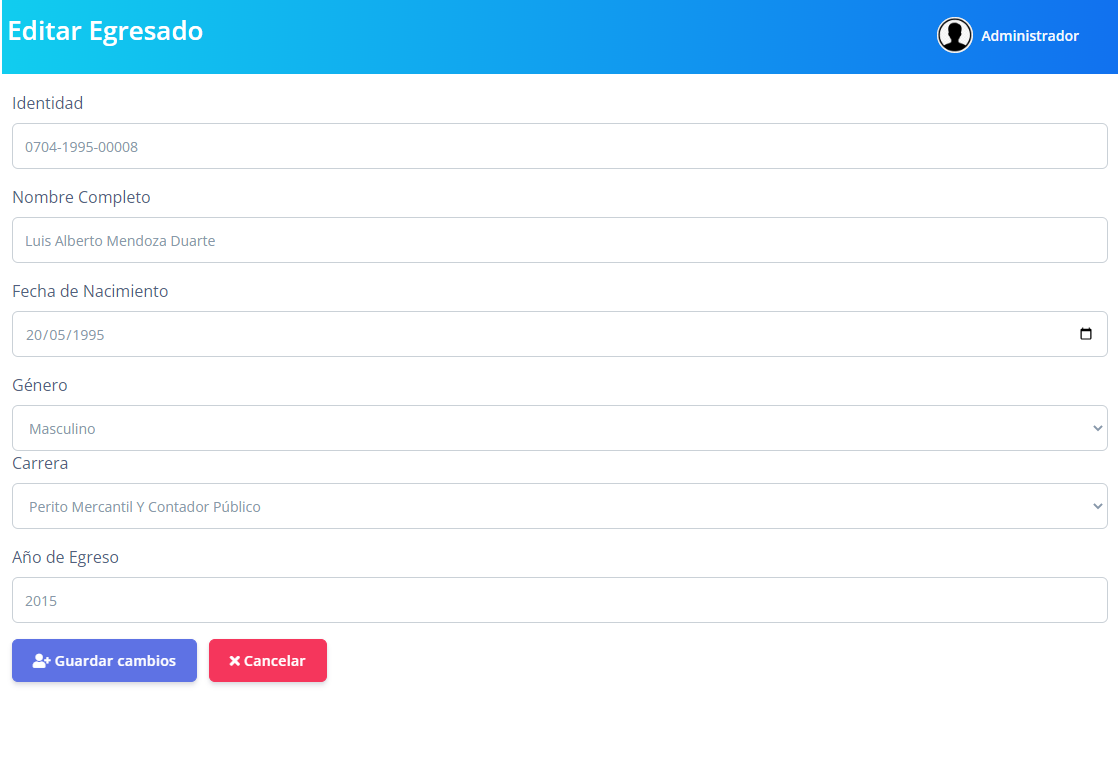 Editar Egresado
Administrador
Identidad
0704-1995-00008
Nombre Completo
Luis Alberto Mendoza Duarte
Fecha de Nacimiento
20/05/1995
Género
Masculino
Carrera
Perito Mercantil Y Contador Público
Año de Egreso
2015
Guardar cambios
Cancelar